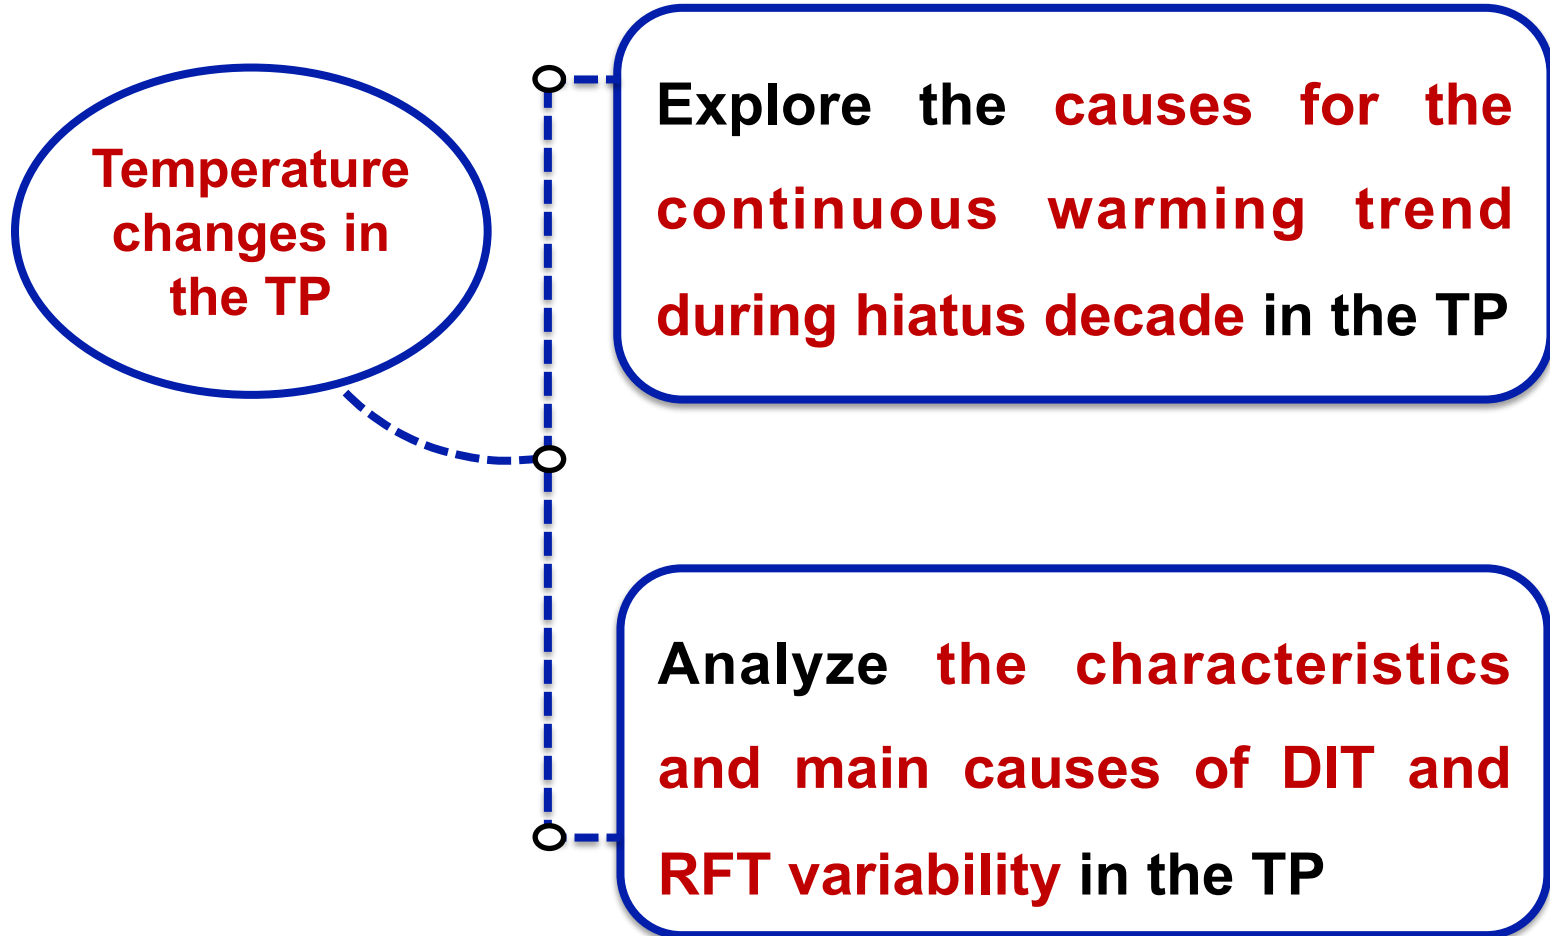 Temperature
changes in
the TP
Explore the causes for the
continuous warming trend
during hiatus decade in the TP
Analyze the characteristics
and main causes of DIT and
RFT variability in the TP